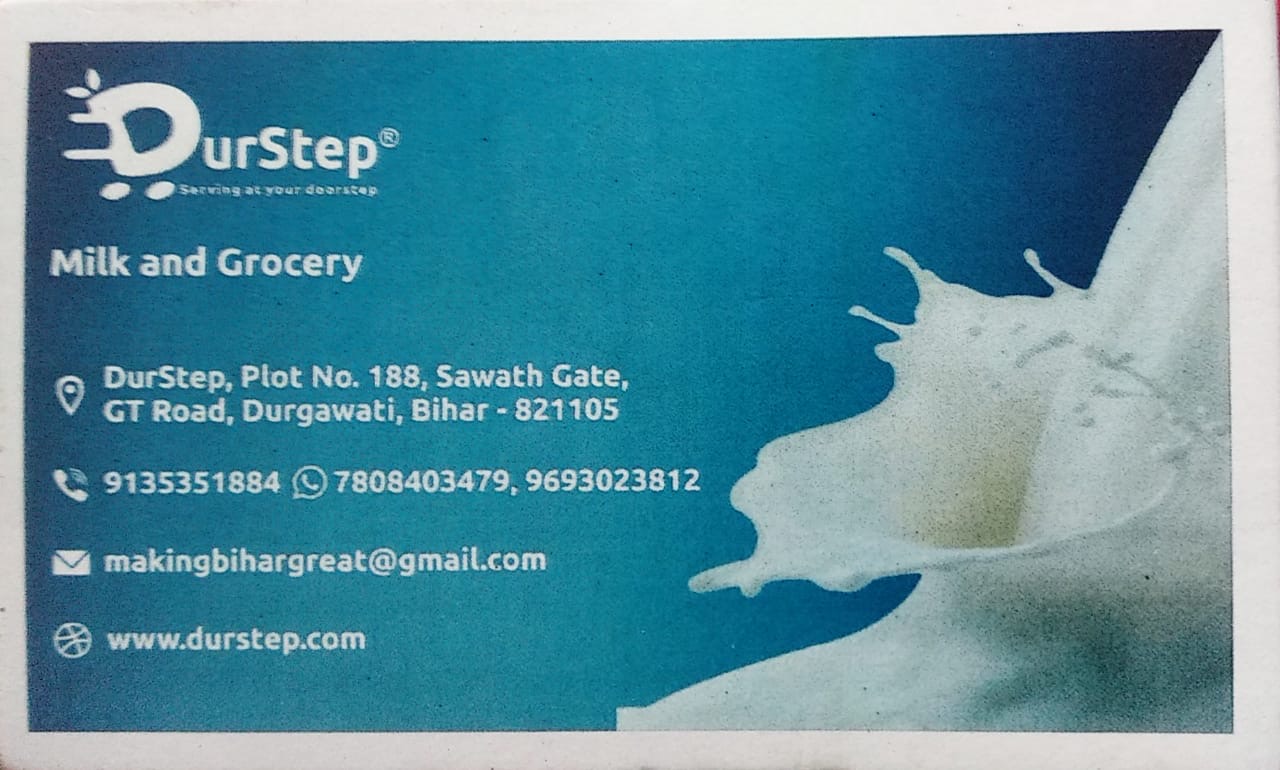 DurStep®
Serving at your doorstep
Milk and Grocery
DurStep, Plot No. 188, Sawath Gate,
GT Road, Durgawati, Bihar - 821105
9135351884 7808403479, 9693023812
makingbihargreat@gmail.com
www.durstep.com